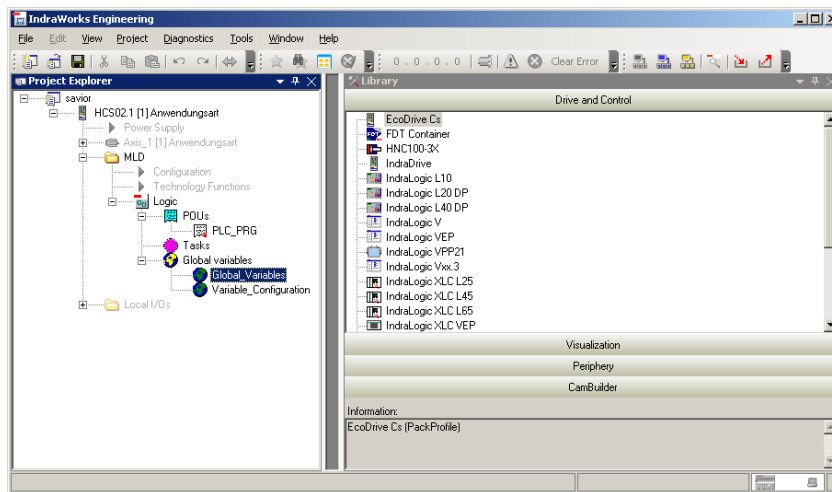 IndraWorks Engineering
File Edit View Project Diagnostics Tools Window Help
0 . 0 . 0 . 0 Clear Error
Project Explorer
savior
HCS02.1 [1] Anwendungsart
Power Supply
Axis_1 [1] Anwendungsart
MLD
Configuration
Technology Functions
Logic
POUs
PLC_PRG
Tasks
Global variables
Global_Variables
Variable_Configuration
Local I/Os
Library
Drive and Control
EcoDrive Cs
FDT Container
HNC100-3X
IndraDrive
IndraLogic L10
IndraLogic L20 DP
IndraLogic L40 DP
IndraLogic V
IndraLogic VEP
IndraLogic VPP21
IndraLogic Vxx.3
IndraLogic XLC L25
IndraLogic XLC L45
IndraLogic XLC L65
IndraLogic XLC VEP
Visualization
Periphery
CamBuilder
Information:
EcoDrive Cs (PackProfile)